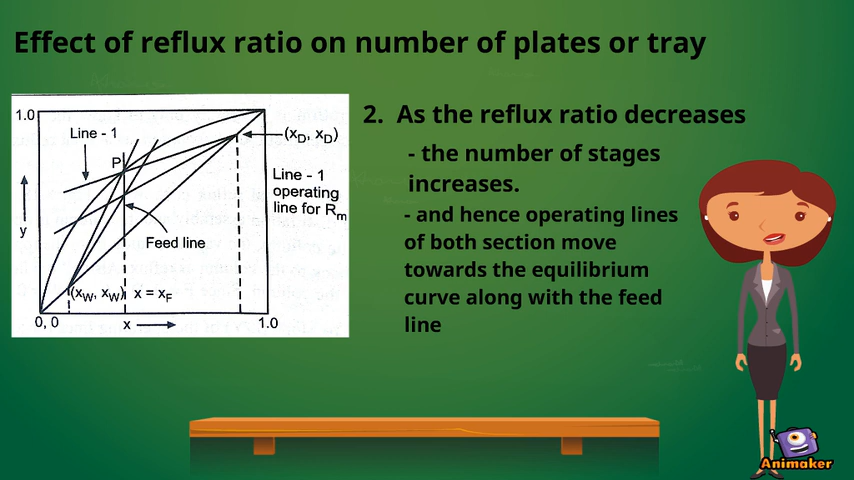 Effect of reflux ratio on number of plates or tray
1.0
Line - 1
P
(xD, xD)
Line - 1
operating
line for Rm
y
Feed line
(xW, xW)
x = xF
0, 0
x
1.0
2. As the reflux ratio decreases
- the number of stages
increases.
- and hence operating lines
of both section move
towards the equilibrium
curve along with the feed
line
Animaker